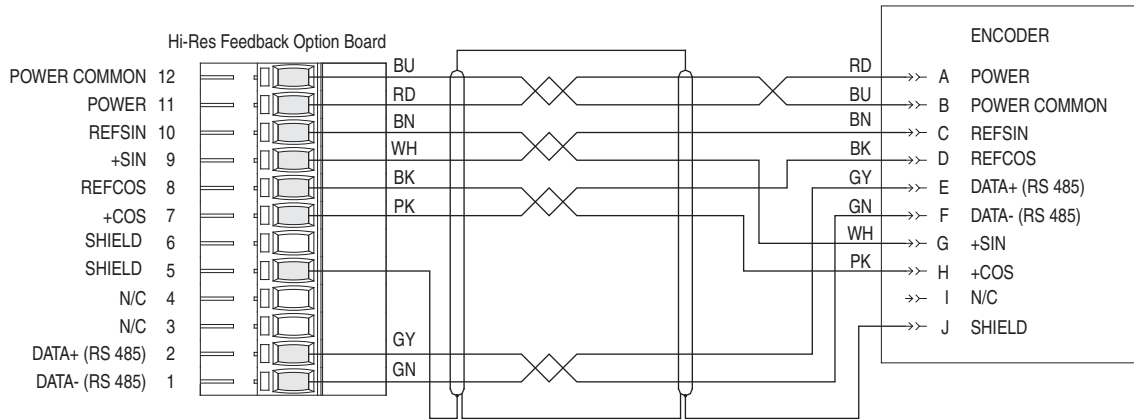 Hi-Res Feedback Option Board
POWER COMMON 12
POWER 11
REFSIN 10
+SIN 9
REFCOS 8
+COS 7
SHIELD 6
SHIELD 5
N/C 4
N/C 3
DATA+ (RS 485) 2
DATA- (RS 485) 1
BU
RD
BN
WH
BK
PK
GY
GN
RD
BU
BN
BK
GY
GN
WH
PK
ENCODER
A POWER
B POWER COMMON
C REFSIN
D REFCOS
E DATA+ (RS 485)
F DATA- (RS 485)
G +SIN
H +COS
I N/C
J SHIELD